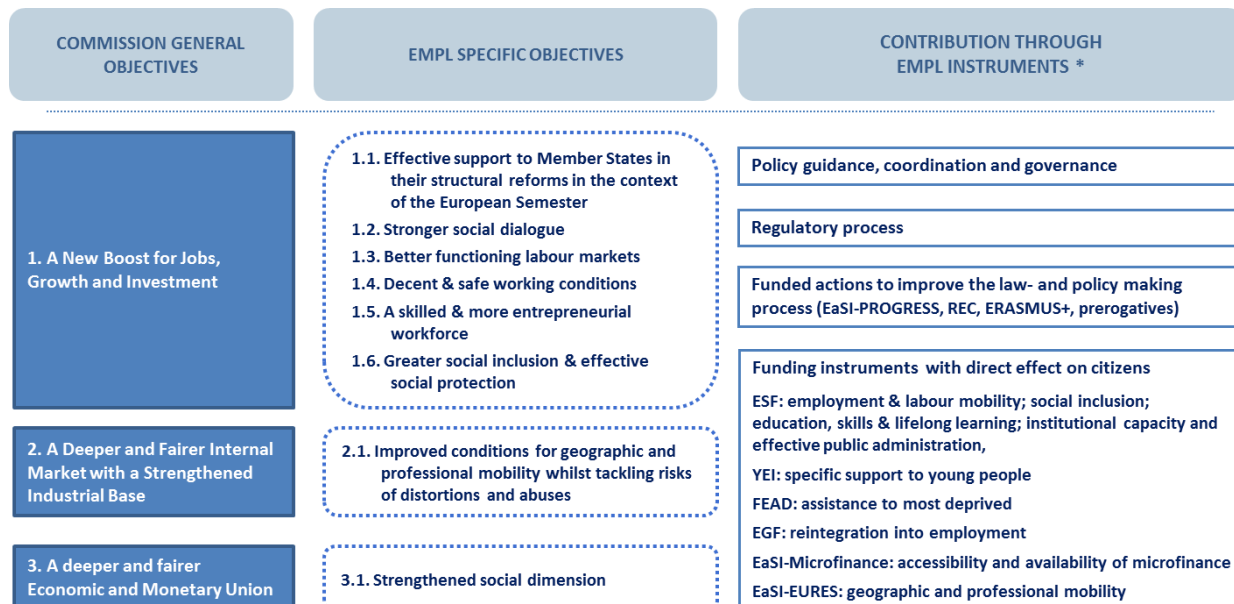 COMMISSION GENERAL
OBJECTIVES
EMPL SPECIFIC OBJECTIVES
CONTRIBUTION THROUGH
EMPL INSTRUMENTS *
1. A New Boost for Jobs,
Growth and Investment
1.1. Effective support to Member States in
their structural reforms in the context
of the European Semester
1.2. Stronger social dialogue
1.3. Better functioning labour markets
1.4. Decent & safe working conditions
1.5. A skilled & more entrepreneurial
workforce
1.6. Greater social inclusion & effective
social protection
2. A Deeper and Fairer Internal
Market with a Strengthened
Industrial Base
2.1. Improved conditions for geographic and
professional mobility whilst tackling risks
of distortions and abuses
3. A deeper and fairer
Economic and Monetary Union
3.1. Strengthened social dimension
Policy guidance, coordination and governance
Regulatory process
Funded actions to improve the law- and policy making
process (EaSI-PROGRESS, REC, ERASMUS+, prerogatives)
Funding instruments with direct effect on citizens
ESF: employment & labour mobility; social inclusion;
education, skills & lifelong learning; institutional capacity and
effective public administration,
YEI: specific support to young people
FEAD: assistance to most deprived
EGF: reintegration into employment
EaSI-Microfinance: accessibility and availability of microfinance
EaSI-EURES: geographic and professional mobility